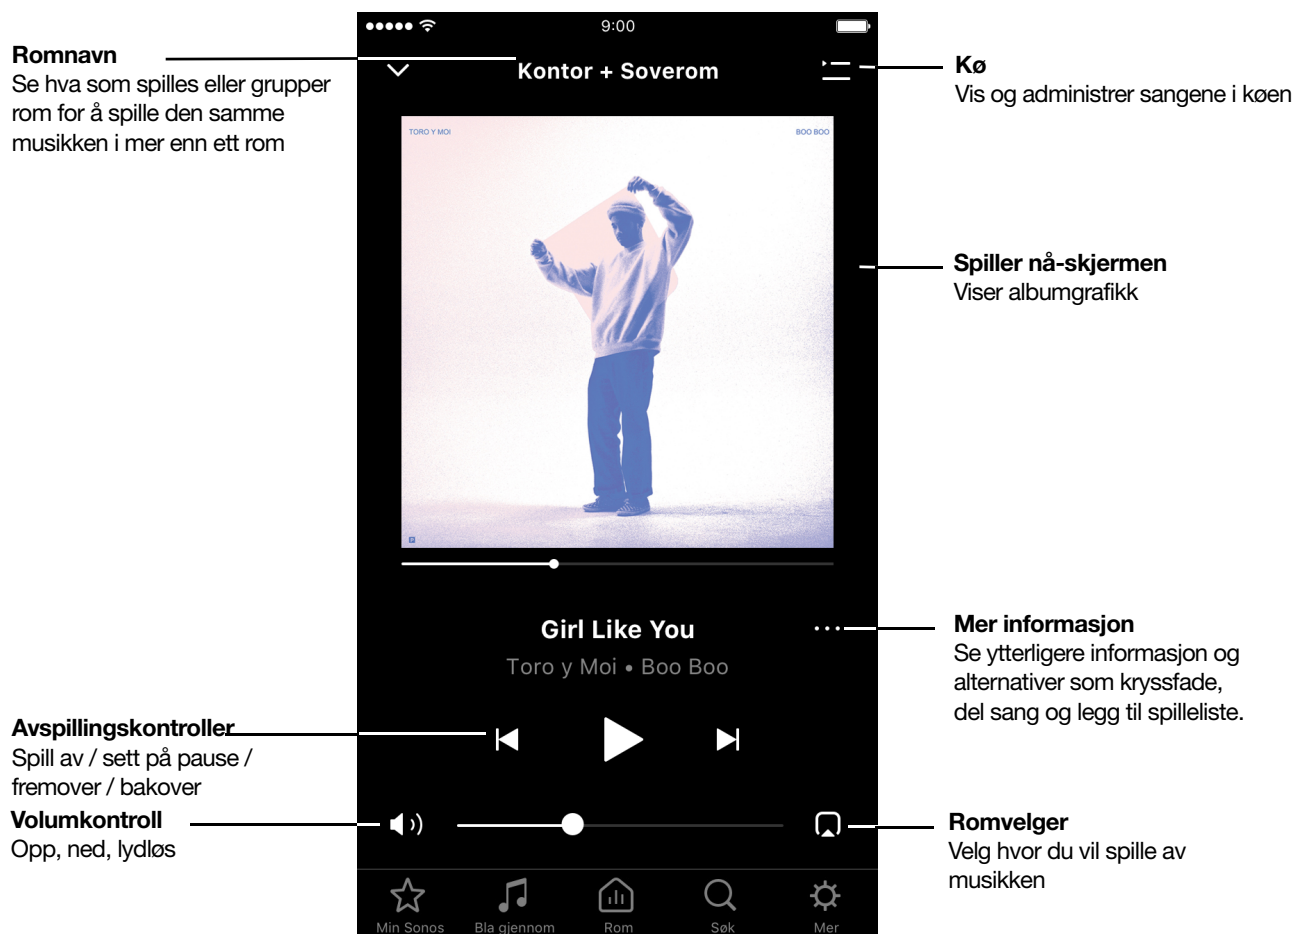 9:00
Romnavn
Se hva som spilles eller grupper
rom for å spille den samme
musikken i mer enn ett rom
Kontor + Soverom
Kø
Vis og administrer sangene i køen
TORO Y MOI
BOO BOO
Spiller nå-skjermen
Viser albumgrafikk
Girl Like You
Toro y Moi • Boo Boo
Mer informasjon
Se ytterligere informasjon og
alternativer som kryssfade,
del sang og legg til spilleliste.
Avspillingskontroller
Spill av / sett på pause /
fremover / bakover
Volumkontroll
Opp, ned, lydløs
Romvelger
Velg hvor du vil spille av
musikken
Min Sonos
Bla gjennom
Rom
Søk
Mer